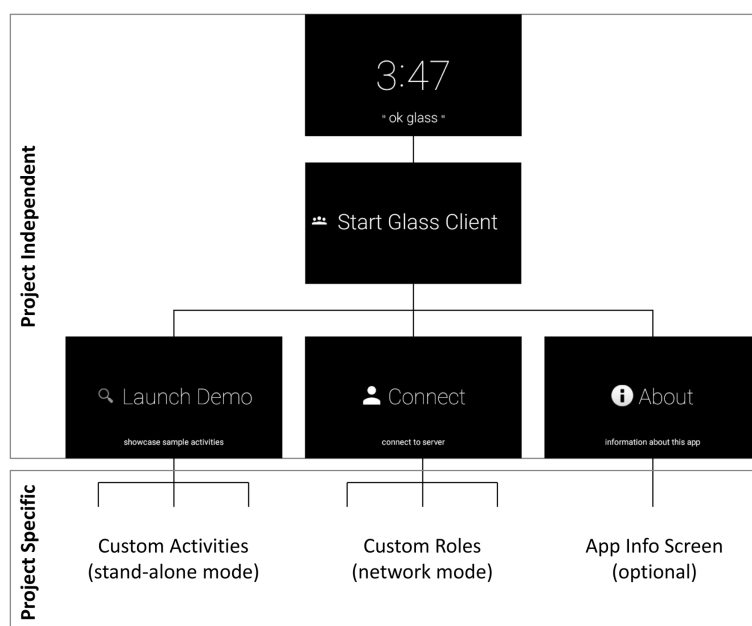 Project Independent
3:47
" ok glass "
Start Glass Client
Launch Demo
showcase sample activities
Connect
connect to server
About
information about this app
Project Specific
Custom Activities
(stand-alone mode)
Custom Roles
(network mode)
App Info Screen
(optional)